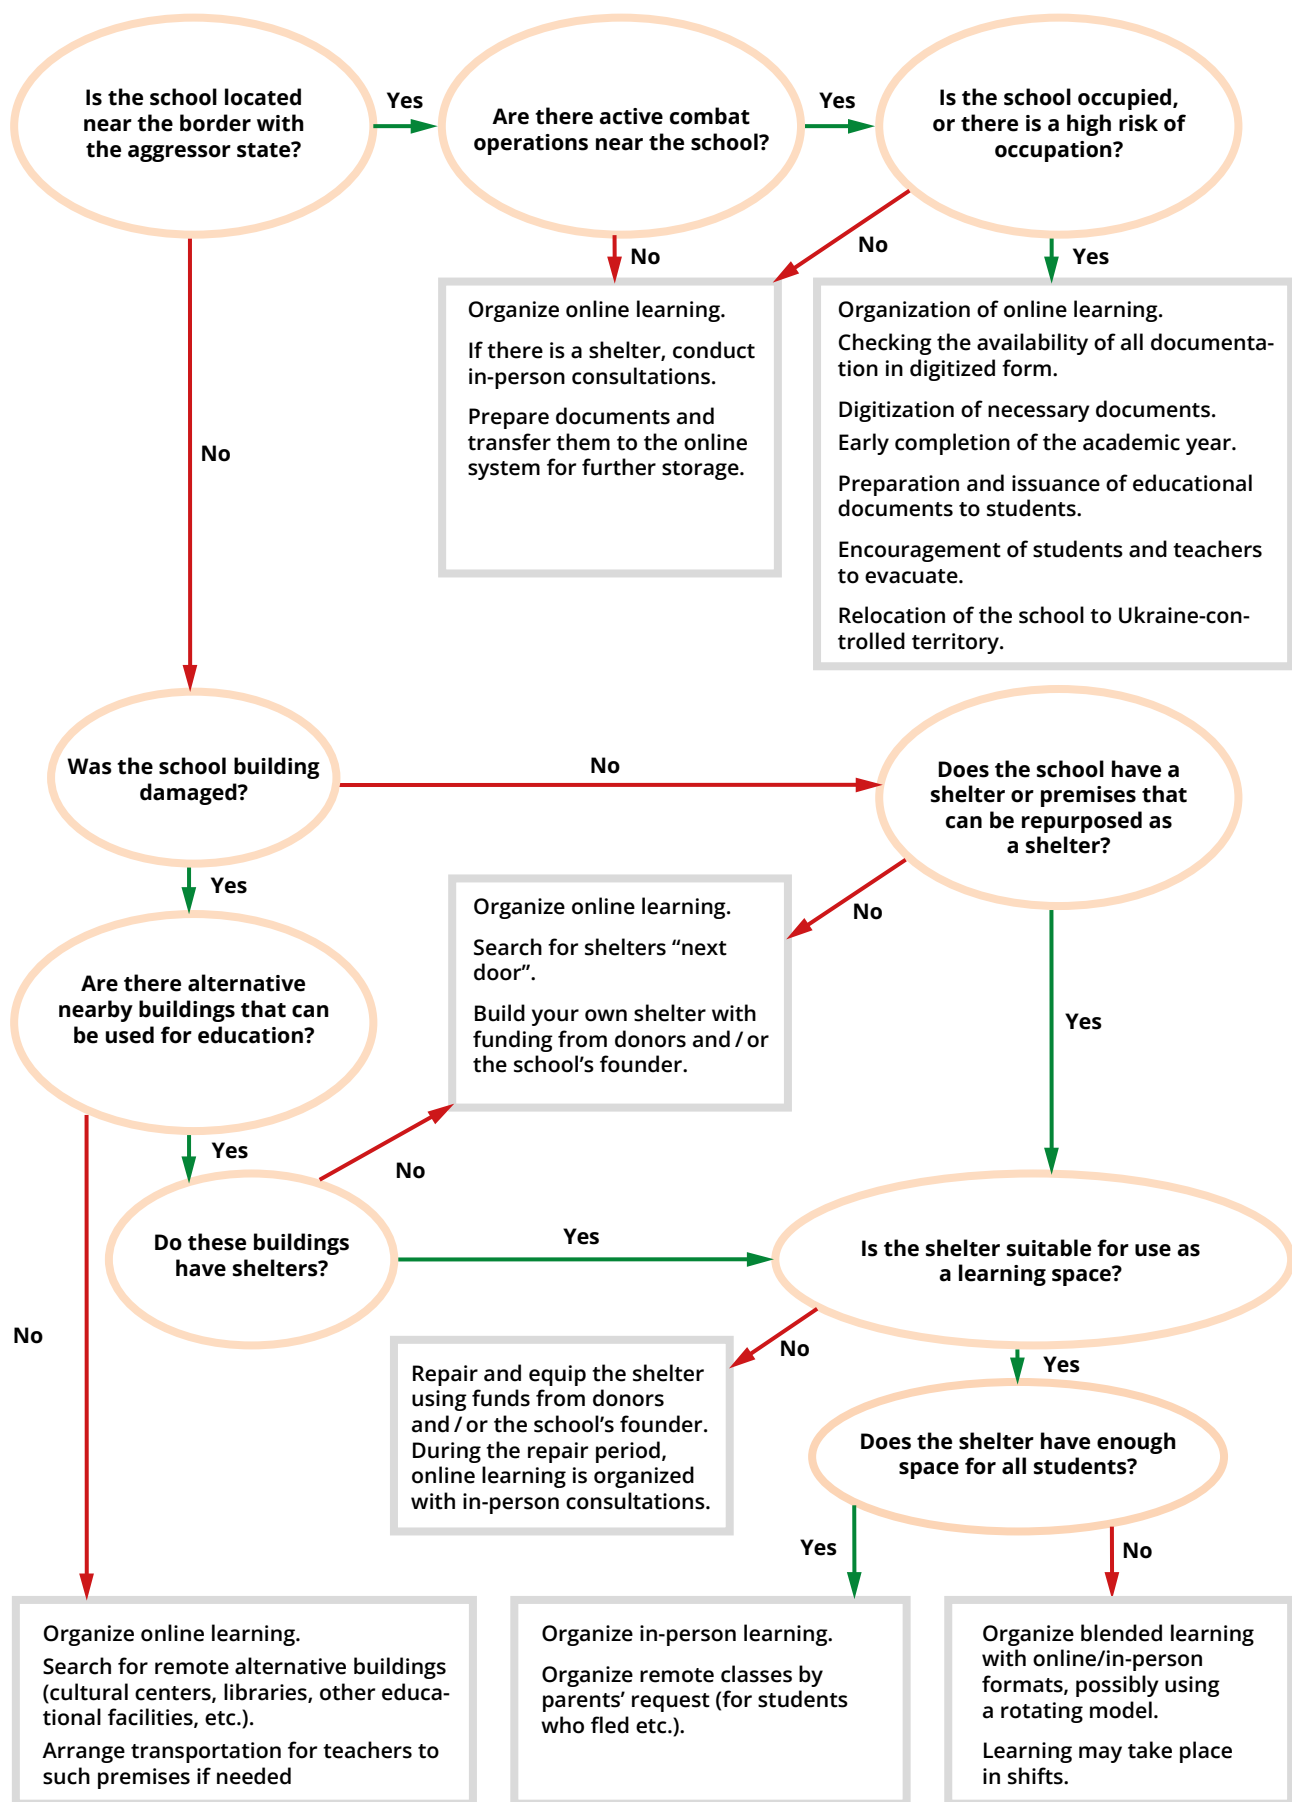 Is the school located
near the border with
the aggressor state?
Yes
Are there active combat
operations near the school?
Yes
Is the school occupied,
or there is a high risk of
occupation?
No
No
No
Yes
Organize online learning.
If there is a shelter, conduct
in-person consultations.
Prepare documents and
transfer them to the online
system for further storage.
Organization of online learning.
Checking the availability of all documenta-
tion in digitized form.
Digitization of necessary documents.
Early completion of the academic year.
Preparation and issuance of educational
documents to students.
Encouragement of students and teachers
to evacuate.
Relocation of the school to Ukraine-con-
trolled territory.
Was the school building
damaged?
No
Does the school have a
shelter or premises that
can be repurposed as
a shelter?
Yes
No
Yes
Organize online learning.
Search for shelters “next
door”.
Build your own shelter with
funding from donors and / or
the school’s founder.
Are there alternative
nearby buildings that can
be used for education?
Yes
No
No
Do these buildings
have shelters?
Yes
Is the shelter suitable for use as
a learning space?
No
Yes
Repair and equip the shelter
using funds from donors
and / or the school’s founder.
During the repair period,
online learning is organized
with in-person consultations.
Does the shelter have enough
space for all students?
Yes
No
Organize online learning.
Search for remote alternative buildings
(cultural centers, libraries, other educa-
tional facilities, etc.).
Arrange transportation for teachers to
such premises if needed
Organize in-person learning.
Organize remote classes by
parents’ request (for students
who fled etc.).
Organize blended learning
with online/in-person
formats, possibly using
a rotating model.
Learning may take place
in shifts.